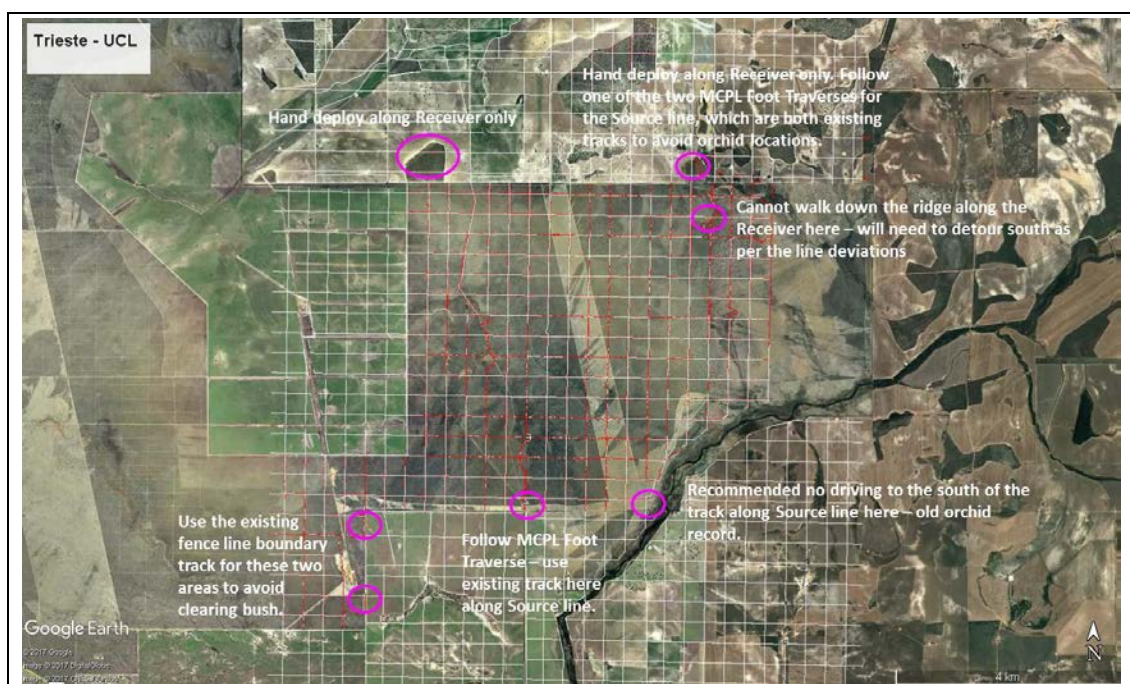 Trieste - UCL
Hand deploy along Receiver only. Follow
one of the two MCPL Foot Traverses for
the Source line, which are both existing
tracks to avoid orchid locations.
Hand deploy along Receiver only
Cannot walk down the ridge along the
Receiver here – will need to detour south as
per the line deviations
Recommended no driving to the south of the
track along Source line here – old orchid
record.
Use the existing
fence line boundary
track for these two
areas to avoid
clearing bush.
Follow MCPL Foot
Traverse – use
existing track here
along Source line.
Google Earth
© 2017 Google
Image © 2017 DigitalGlobe
N
4 km